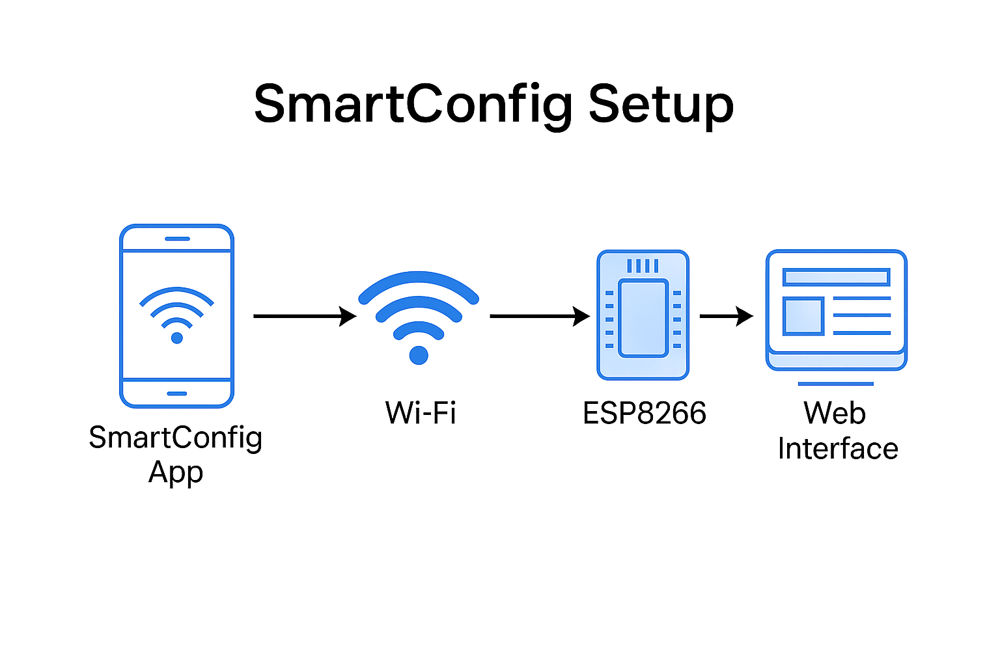 SmartConfig Setup
SmartConfig
App
Wi-Fi
ESP8266
Web
Interface